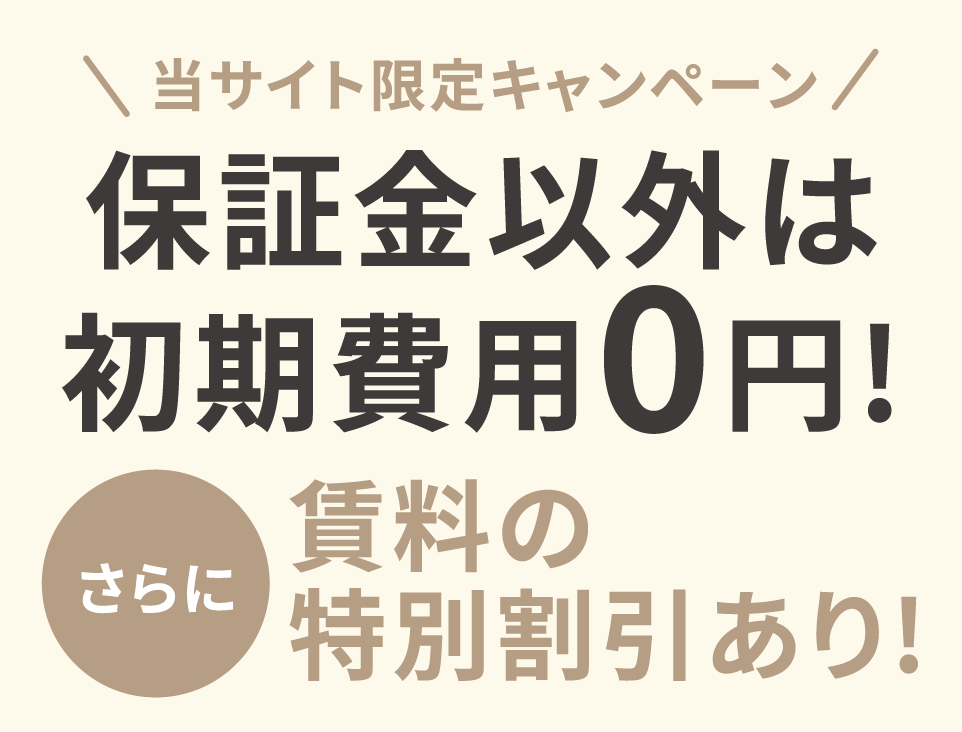 当サイト限定キャンペーン
保証金以外は
初期費用0円!
さらに
賃料の
特別割引あり!